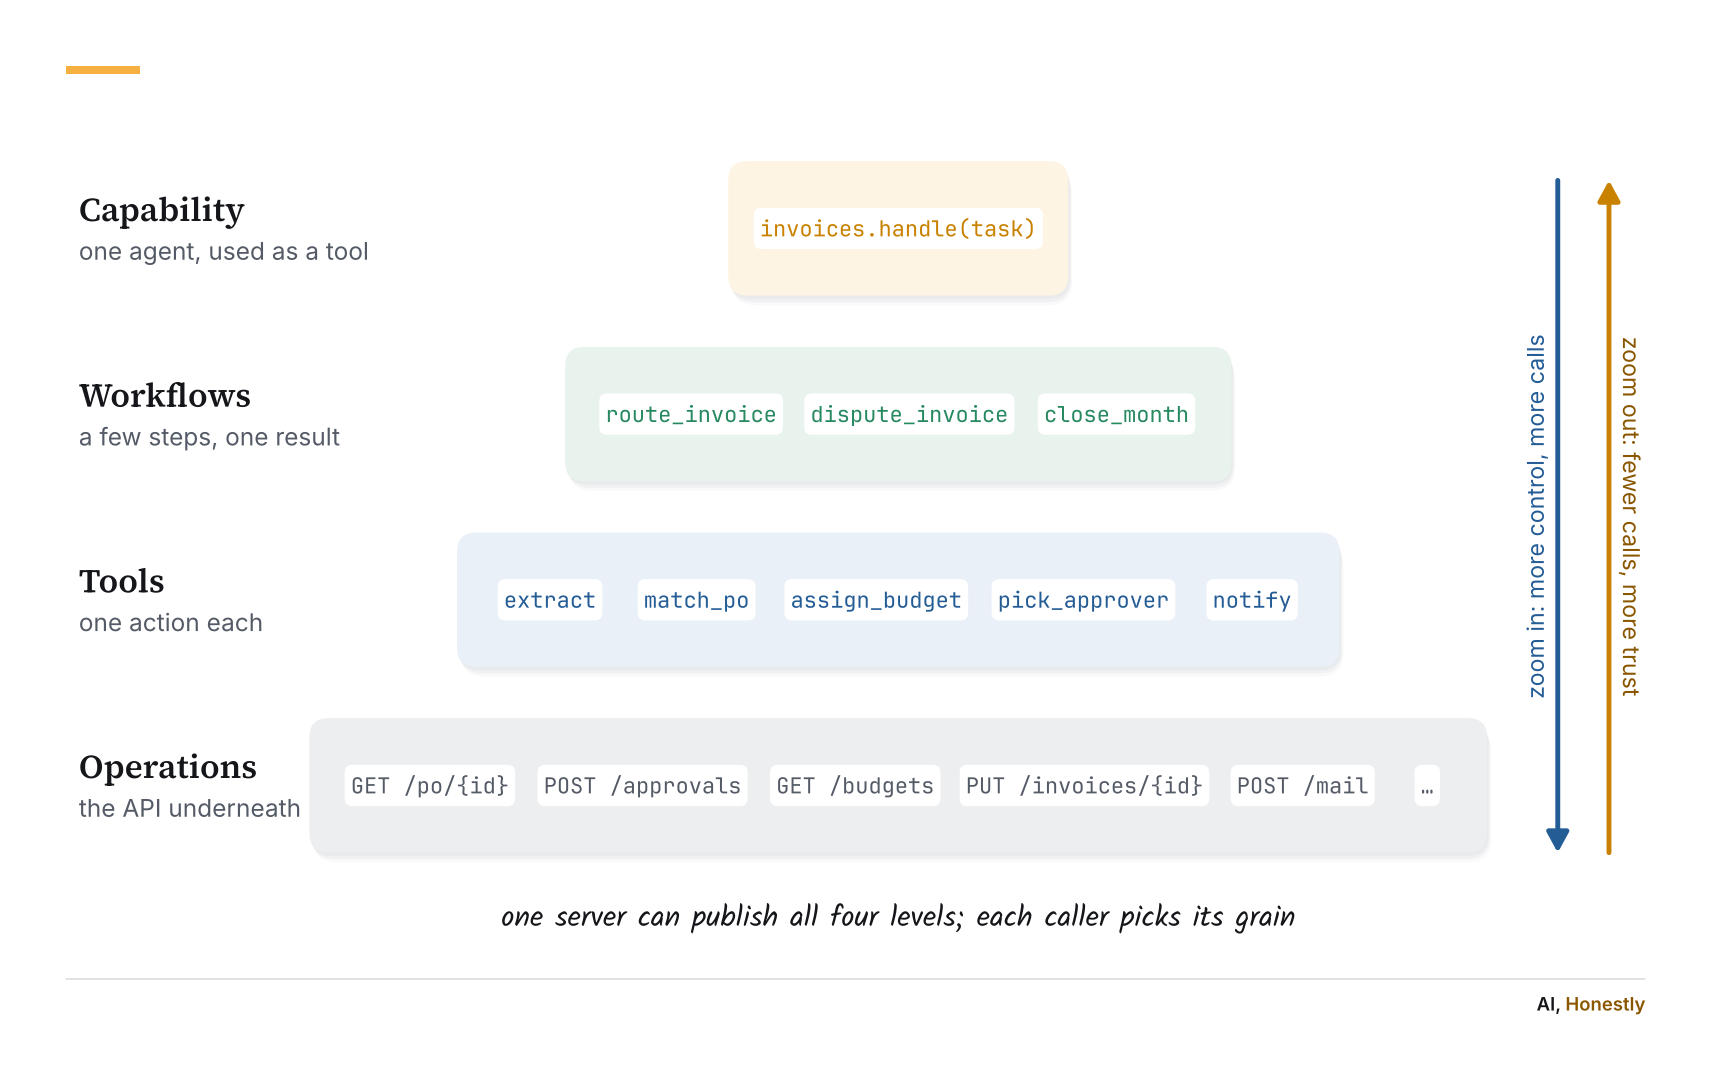 Capability
one agent, used as a tool
invoices.handle(task)
Workflows
a few steps, one result
route_invoice dispute_invoice close_month
Tools
one action each
extract match_po assign_budget pick_approver notify
Operations
the API underneath
GET /po/{id} POST /approvals GET /budgets PUT /invoices/{id} POST /mail …
zoom in: more control, more calls
zoom out: fewer calls, more trust
one server can publish all four levels; each caller picks its grain
AI, Honestly